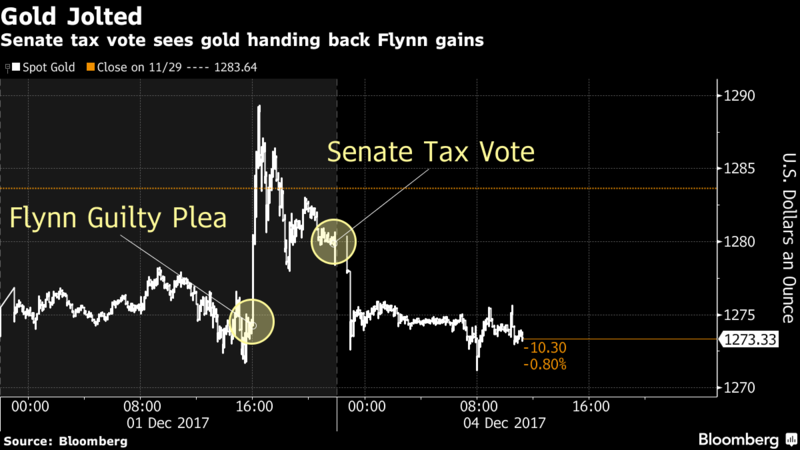 Gold Jolted
Senate tax vote sees gold handing back Flynn gains
Spot Gold Close on 11/29 ---- 1283.64
1290
Senate Tax Vote
1285
Flynn Guilty Plea
1280
1275
1273.33
-10.30
-0.80%
1270
U.S. Dollars an Ounce
00:00 08:00 16:00 00:00 08:00 16:00
01 Dec 2017 04 Dec 2017
Source: Bloomberg
Bloomberg